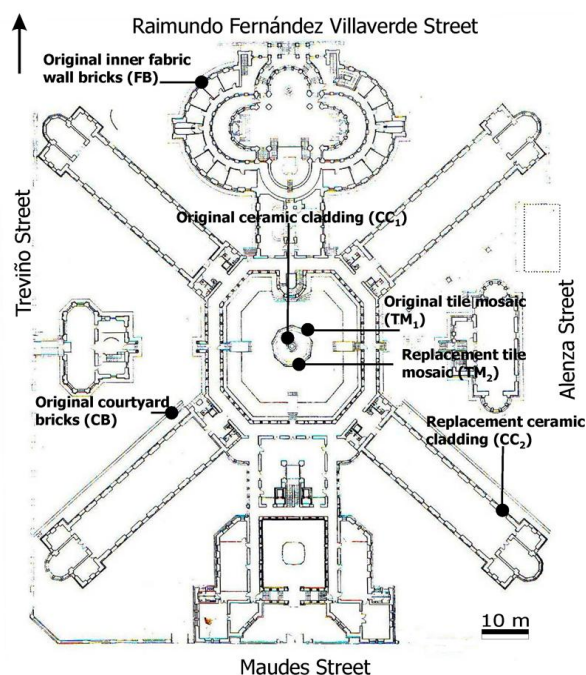 Raimundo Fernández Villaverde Street
Original inner fabric
wall bricks (FB)
Original ceramic cladding (CC₁)
Treviño Street
Original tile mosaic
(TM₁)
Replacement tile
mosaic (TM₂)
Alenza Street
Original courtyard
bricks (CB)
Replacement ceramic
cladding (CC₂)
10 m
Maudes Street